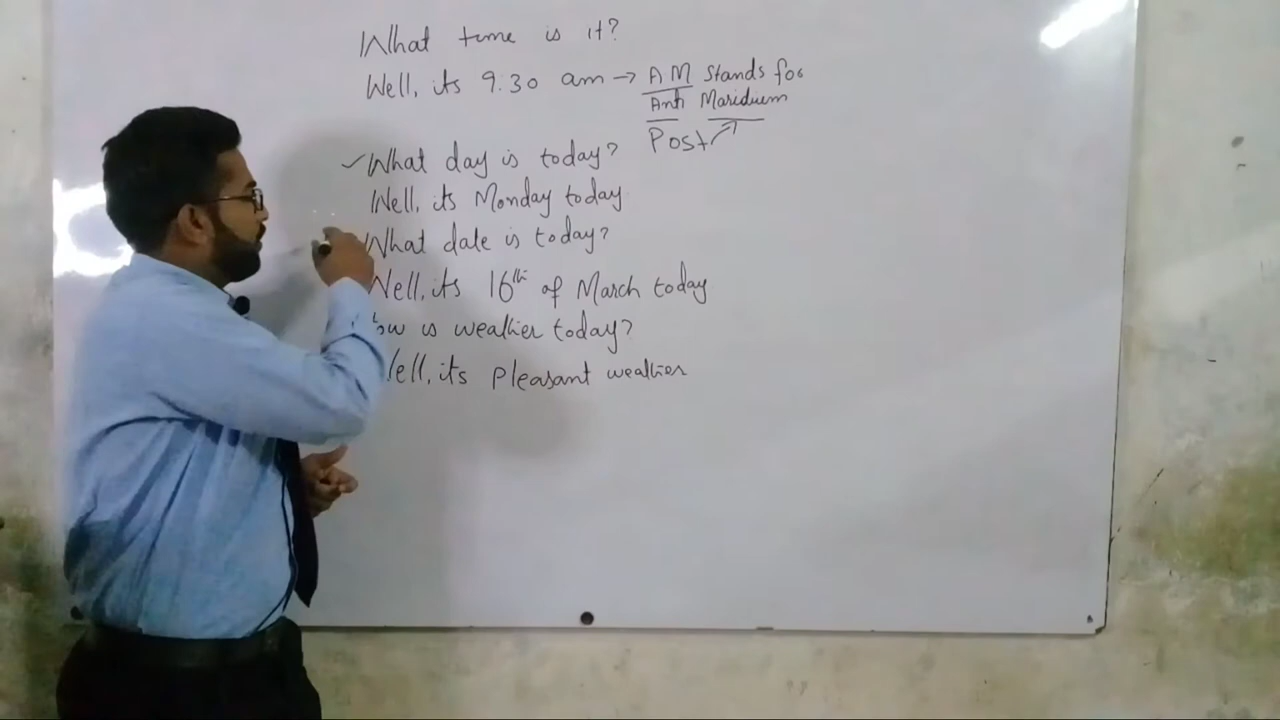 What time is it?
Well, its 9.30 am → AM Stands for
Anti Maridium
Post
✓What day is today?
Well, its Monday today
What date is today?
Well, its 16th of March today
How is weather today?
Well, its Pleasant weather